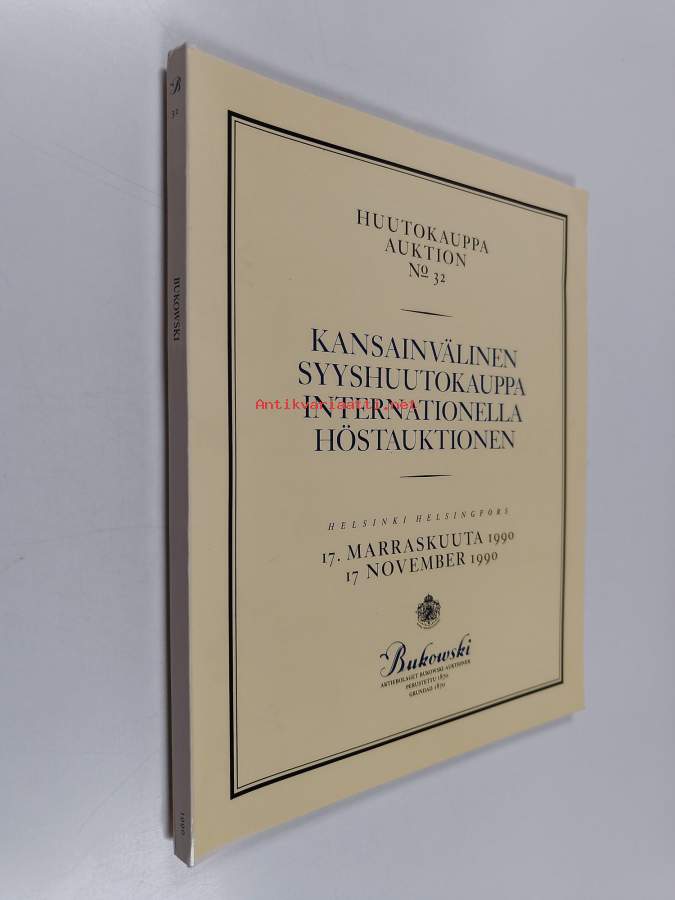 B
32
BUKOWSKI
1990
HUUTOKAUPPA
AUKTION
No 32
KANSAINVÄLINEN
SYYSHUUTOKAUPPA
Antikvariaatti.net
INTERNATIONELLA
HÖSTAUKTIONEN
HELSINKI HELSINGFORS
17. MARRASKUUTA 1990
17 NOVEMBER 1990
Bukowski
AKTIEBOLAGET BUKOWSKI AUKTIONER
PERUSTETTU 1870
GRUNDAD 1870